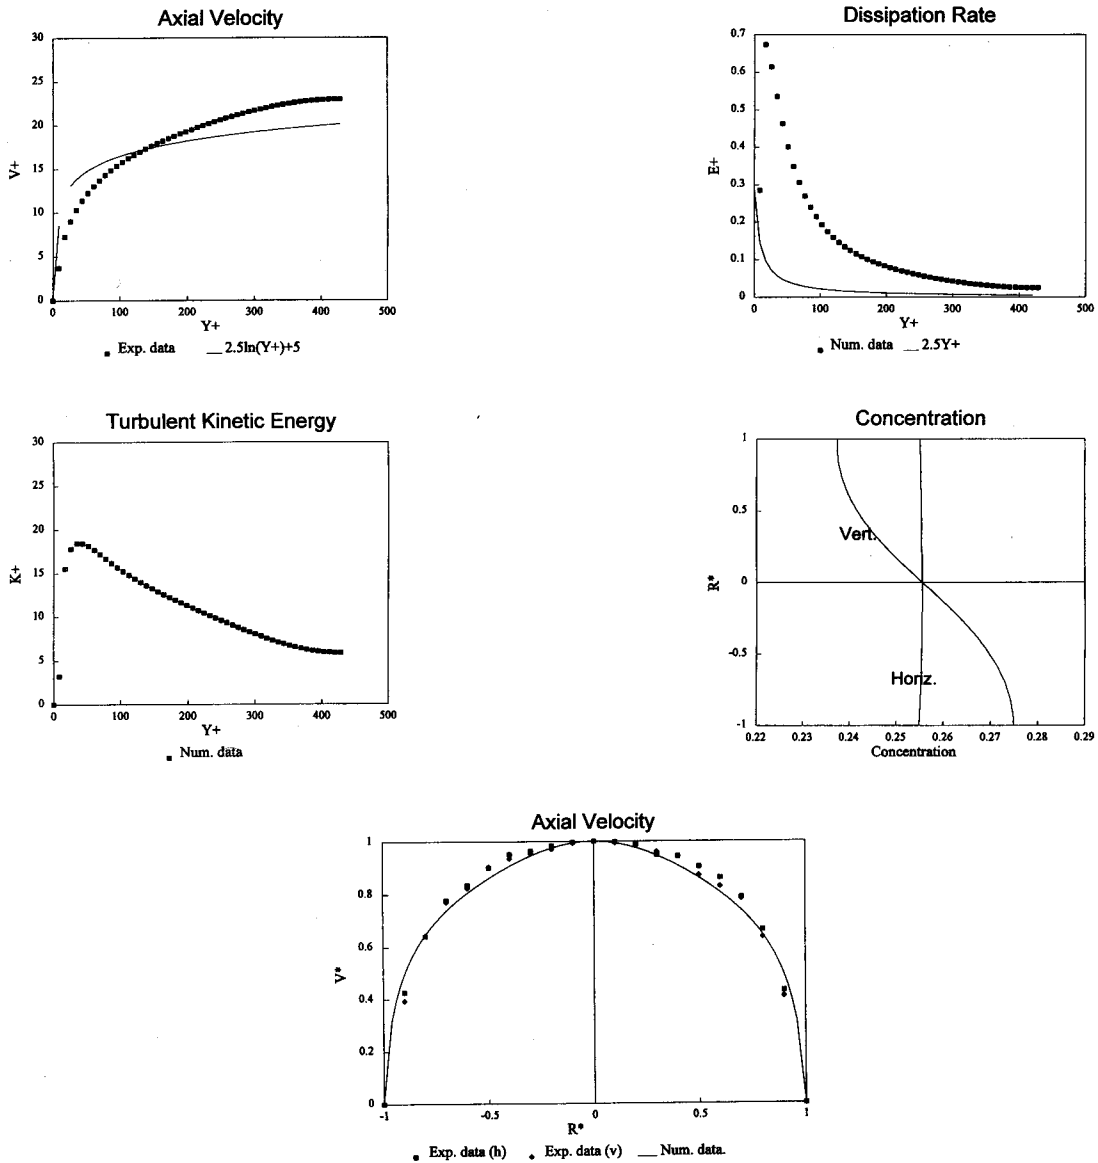 Axial Velocity
30
25
20
15
10
5
0
V+
0 100 200 300 400 500
Y+
Exp. data 2.5ln(Y+)+5
Dissipation Rate
0.7
0.6
0.5
0.4
0.3
0.2
0.1
0
E+
0 100 200 300 400 500
Y+
Num. data 2.5Y+
Turbulent Kinetic Energy
30
25
20
15
10
5
0
K+
0 100 200 300 400 500
Y+
Num. data
Concentration
1
0.5
0
-0.5
-1
R*
Vert.
Horiz.
0.22 0.23 0.24 0.25 0.26 0.27 0.28 0.29
Concentration
Axial Velocity
1
0.8
0.6
0.4
0.2
0
V*
-1 -0.5 0 0.5 1
R*
Exp. data (h) Exp. data (v) Num. data.